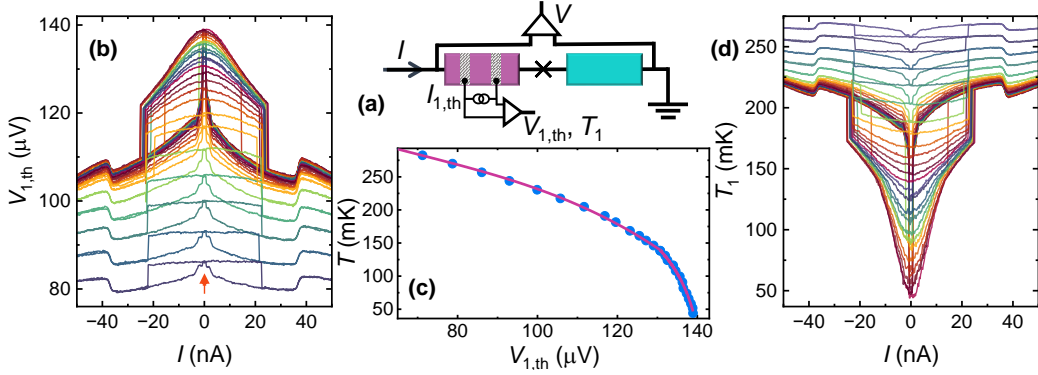 (b)
V1,th (μV)
140
120
100
80
−40 −20 0 20 40
I (nA)
V
I
I1,th
(a)
V1,th, T1
T (mK)
250
200
150
100
50
(c)
80 100 120 140
V1,th (μV)
(d)
T1 (mK)
250
200
150
100
50
−40 −20 0 20 40
I (nA)